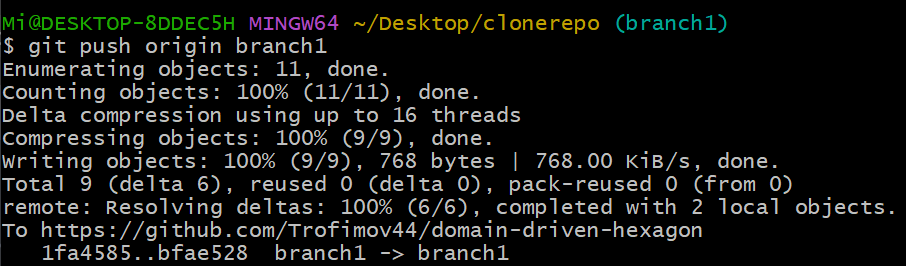 Mi@DESKTOP-8DDEC5H MINGW64 ~/Desktop/clonerepo (branch1)
$ git push origin branch1
Enumerating objects: 11, done.
Counting objects: 100% (11/11), done.
Delta compression using up to 16 threads
Compressing objects: 100% (9/9), done.
Writing objects: 100% (9/9), 768 bytes | 768.00 KiB/s, done.
Total 9 (delta 6), reused 0 (delta 0), pack-reused 0 (from 0)
remote: Resolving deltas: 100% (6/6), completed with 2 local objects.
To https://github.com/Trofimov44/domain-driven-hexagon
   1fa4585..bfae528  branch1 -> branch1